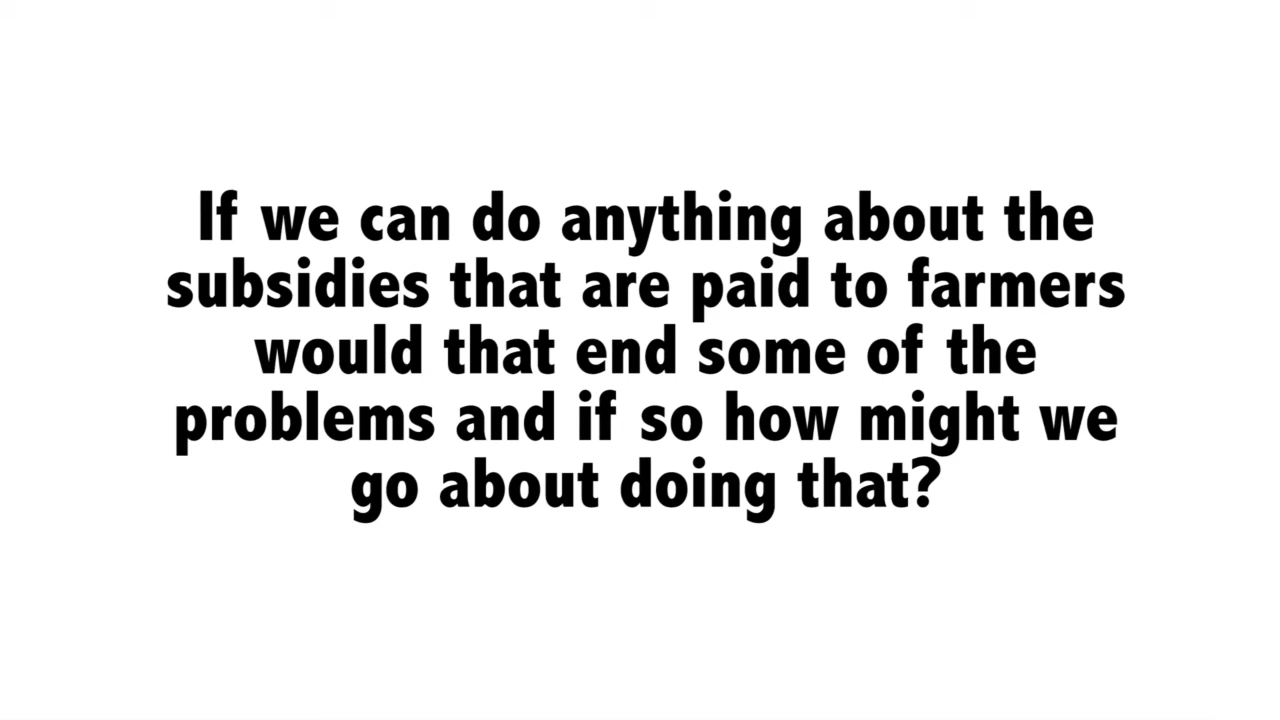 If we can do anything about the
subsidies that are paid to farmers
would that end some of the
problems and if so how might we
go about doing that?